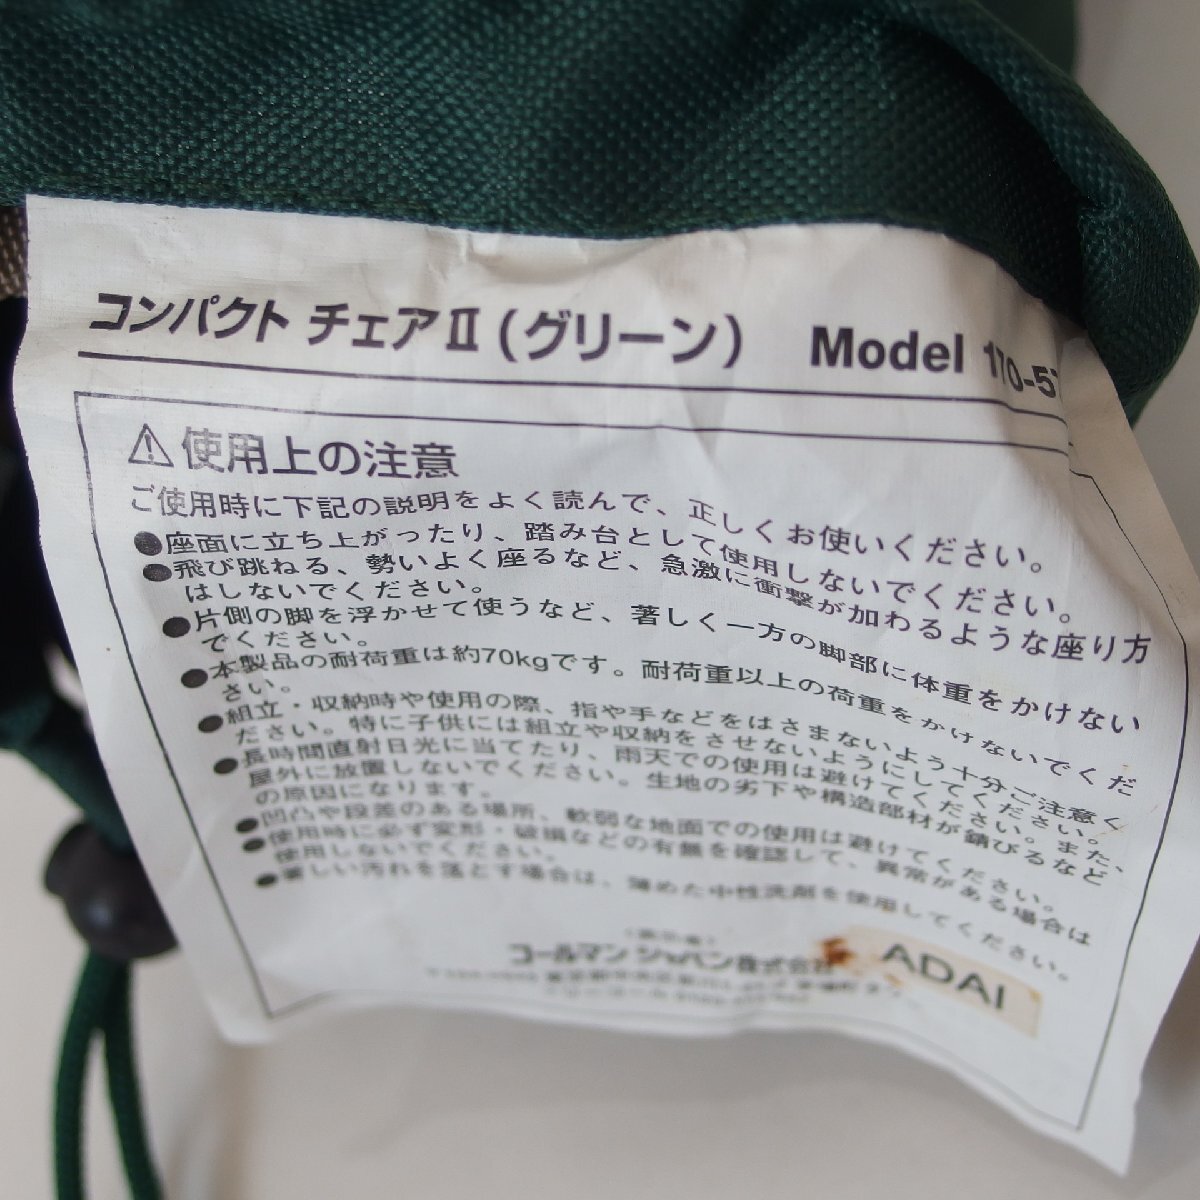 コンパクト チェアⅡ(グリーン) Model 170-57
⚠使用上の注意
ご使用時に下記の説明をよく読んで、正しくお使いください。
●座面に立ち上がったり、踏み台として使用しないでください。
●飛び跳ねる、勢いよく座るなど、急激に衝撃が加わるような座り方
はしないでください。
●片側の脚を浮かせて使うなど、著しく一方の脚部に体重をかけない
でください。
●本製品の耐荷重は約70kgです。耐荷重以上の荷重をかけないでくだ
さい。
●組立・収納時や使用の際、指や手などをはさまないよう十分ご注意く
ださい。特に子供には組立や収納をさせないようにしてください。
●長時間直射日光に当てたり、雨天での使用は避けてください。また、
屋外に放置しないでください。生地の劣下や構造部材が錆びるなど
の原因になります。
●凹凸や段差のある場所、軟弱な地面での使用は避けてください。
●使用時に必ず変形・破損などの有無を確認して、異常がある場合は
使用しないでください。
●著しい汚れを落とす場合は、薄めた中性洗剤を使用してください。
コールマン ジャパン株式会社
ADAI